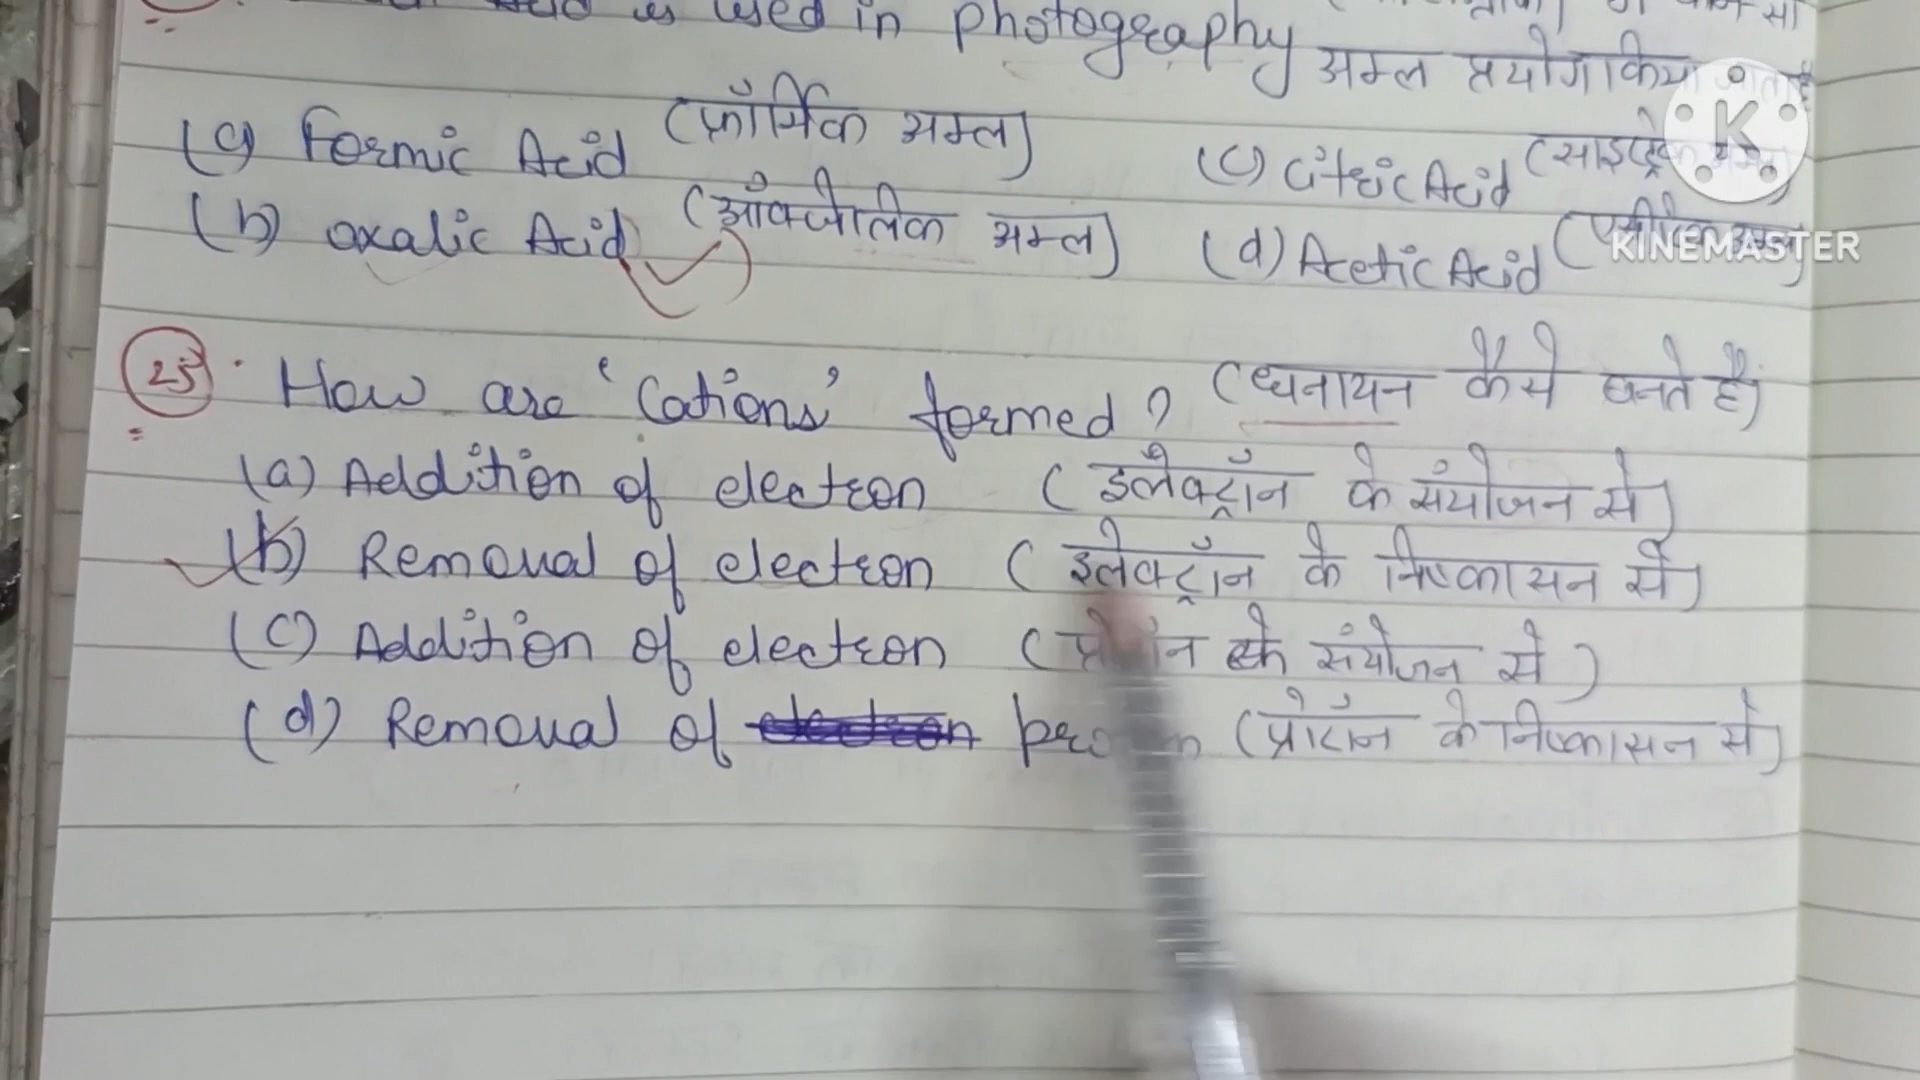 is used in photography अम्ल प्रयोग किया जाता है
(a) Formic Acid (फॉर्मिक अम्ल)
(c) Citric Acid (साइट्रिक अम्ल)
(b) oxalic Acid (ऑक्जेलिक अम्ल)
(d) Acetic Acid
KINEMASTER
25. How are 'Cations' formed? (धनायन कैसे बनते हैं)
(a) Addition of electron (इलैक्ट्रॉन के संयोजन से)
(b) Removal of electron (इलेक्ट्रॉन के निष्कासन से)
(c) Addition of electron के संयोजन से)
(d) Removal of electron (प्रोटॉन के निष्कासन से)